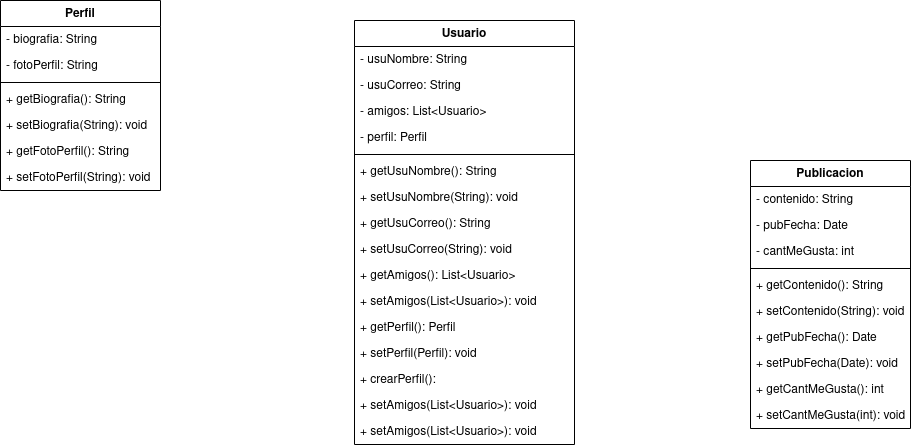 Perfil
- biografia: String
- fotoPerfil: String
+ getBiografia(): String
+ setBiografia(String): void
+ getFotoPerfil(): String
+ setFotoPerfil(String): void
Usuario
- usuNombre: String
- usuCorreo: String
- amigos: List<Usuario>
- perfil: Perfil
+ getUsuNombre(): String
+ setUsuNombre(String): void
+ getUsuCorreo(): String
+ setUsuCorreo(String): void
+ getAmigos(): List<Usuario>
+ setAmigos(List<Usuario>): void
+ getPerfil(): Perfil
+ setPerfil(Perfil): void
+ crearPerfil():
+ setAmigos(List<Usuario>): void
+ setAmigos(List<Usuario>): void
Publicacion
- contenido: String
- pubFecha: Date
- cantMeGusta: int
+ getContenido(): String
+ setContenido(String): void
+ getPubFecha(): Date
+ setPubFecha(Date): void
+ getCantMeGusta(): int
+ setCantMeGusta(int): void